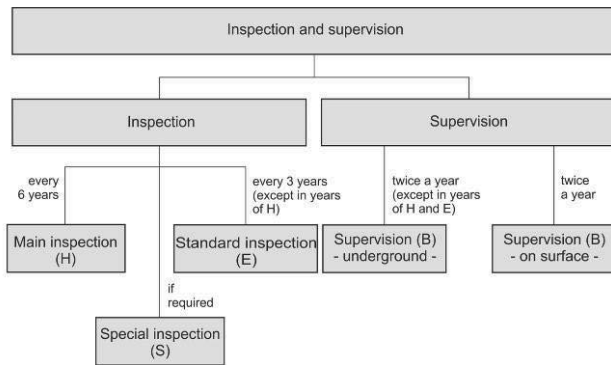 Inspection and supervision
Inspection
Supervision
every
6 years
every 3 years
(except in years
of H)
twice a year
(except in years
of H and E)
twice
a year
Main inspection
(H)
Standard inspection
(E)
Supervision (B)
- underground -
Supervision (B)
- on surface -
if
required
Special inspection
(S)